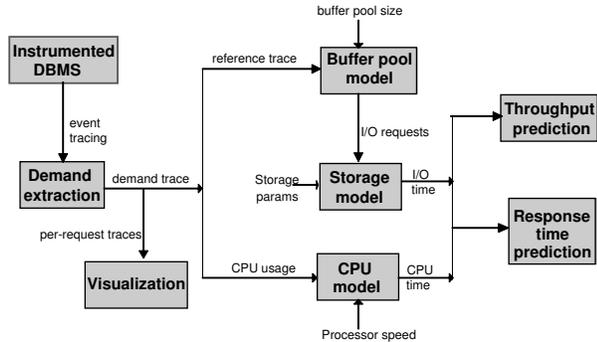 buffer pool size
Instrumented
DBMS
reference trace
Buffer pool
model
event
tracing
I/O requests
Throughput
prediction
Demand
extraction
demand trace
Storage
params
Storage
model
I/O
time
per-request traces
Response
time
prediction
Visualization
CPU usage
CPU
model
CPU
time
Processor speed